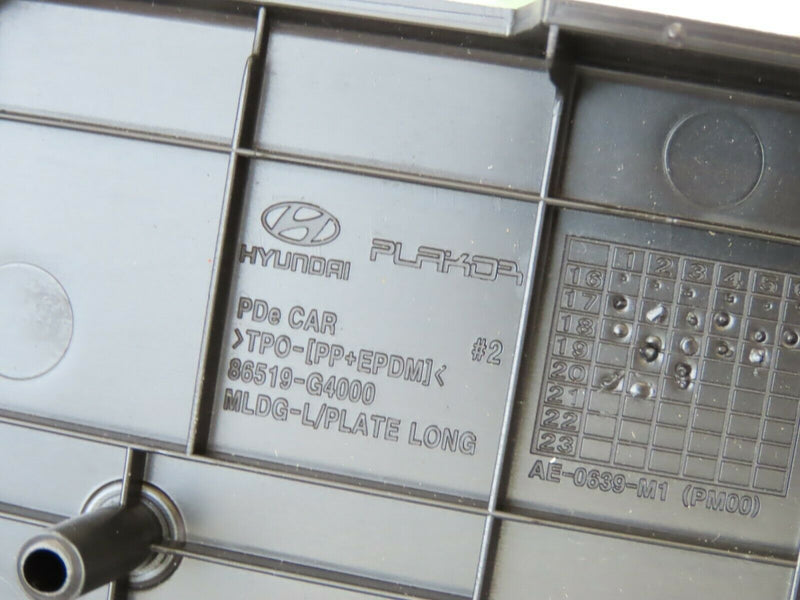 HYUNDAI PLAKOR
PDe CAR
>TPO-[PP+EPDM]<
#2
86519-G4000
MLDG-L/PLATE LONG
1 2 3 4 5 6
16
17
18
19
20
21
22
23
AE-0639-M1 (PM00)